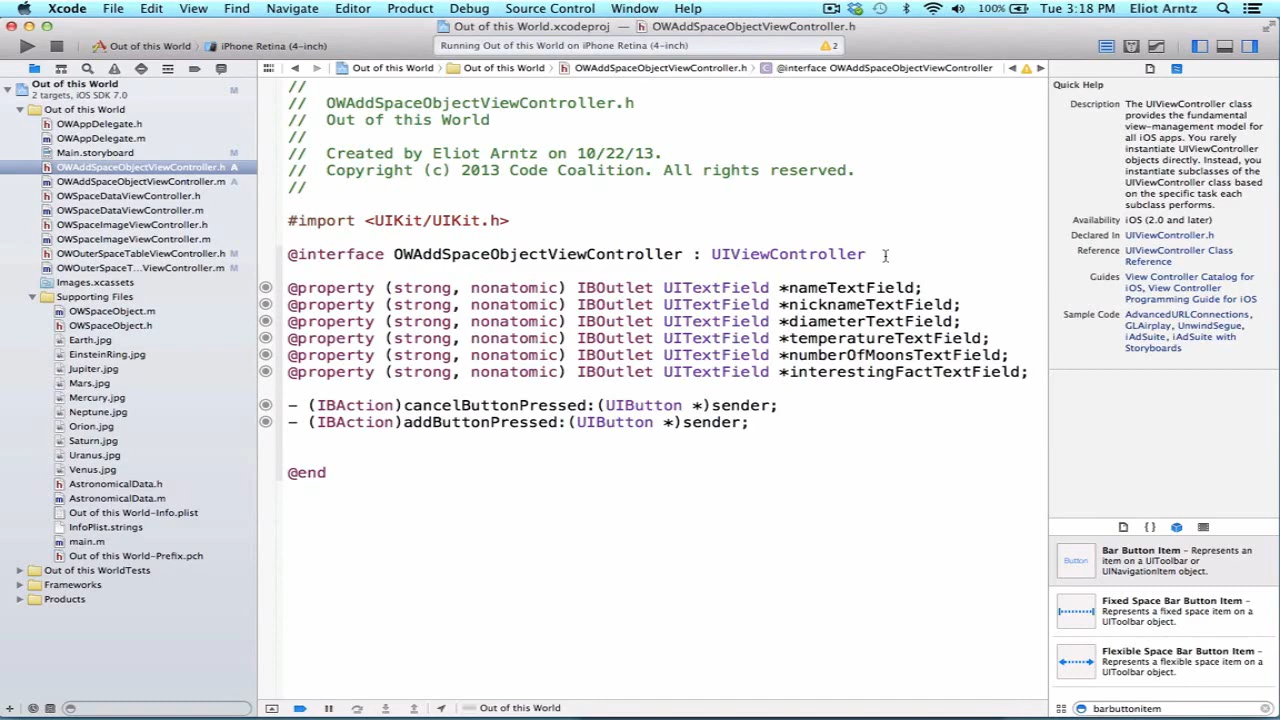 Xcode File Edit View Find Navigate Editor Product Debug Source Control Window Help 100% Tue 3:18 PM Eliot Arntz
Out of this World.xcodeproj — OWAddSpaceObjectViewController.h
Out of this World iPhone Retina (4-inch) Running Out of this World on iPhone Retina (4-inch) 2
Out of this World Out of this World OWAddSpaceObjectViewController.h @interface OWAddSpaceObjectViewController
Out of this World M
2 targets, iOS SDK 7.0
Out of this World
OWAppDelegate.h
OWAppDelegate.m
Main.storyboard M
OWAddSpaceObjectViewController.h A
OWAddSpaceObjectViewController.m A
OWSpaceDataViewController.h
OWSpaceDataViewController.m
OWSpaceImageViewController.h
OWSpaceImageViewController.m
OWOuterSpaceTableViewController.h M
OWOuterSpaceT...ViewController.m M
Images.xcassets
Supporting Files
OWSpaceObject.m
OWSpaceObject.h
Earth.jpg
EinsteinRing.jpg
Jupiter.jpg
Mars.jpg
Mercury.jpg
Neptune.jpg
Orion.jpg
Saturn.jpg
Uranus.jpg
Venus.jpg
AstronomicalData.h
AstronomicalData.m
Out of this World-Info.plist
InfoPlist.strings
main.m
Out of this World-Prefix.pch
Out of this WorldTests
Frameworks
Products
//
// OWAddSpaceObjectViewController.h
// Out of this World
//
// Created by Eliot Arntz on 10/22/13.
// Copyright (c) 2013 Code Coalition. All rights reserved.
//
#import <UIKit/UIKit.h>
@interface OWAddSpaceObjectViewController : UIViewController
@property (strong, nonatomic) IBOutlet UITextField *nameTextField;
@property (strong, nonatomic) IBOutlet UITextField *nicknameTextField;
@property (strong, nonatomic) IBOutlet UITextField *diameterTextField;
@property (strong, nonatomic) IBOutlet UITextField *temperatureTextField;
@property (strong, nonatomic) IBOutlet UITextField *numberOfMoonsTextField;
@property (strong, nonatomic) IBOutlet UITextField *interestingFactTextField;
- (IBAction)cancelButtonPressed:(UIButton *)sender;
- (IBAction)addButtonPressed:(UIButton *)sender;
@end
Out of this World
Quick Help
Description The UIViewController class
provides the fundamental
view-management model for
all iOS apps. You rarely
instantiate UIViewController
objects directly. Instead, you
instantiate subclasses of the
UIViewController class based
on the specific task each
subclass performs.
Availability iOS (2.0 and later)
Declared In UIViewController.h
Reference UIViewController Class
Reference
Guides View Controller Catalog for
iOS, View Controller
Programming Guide for iOS
Sample Code AdvancedURLConnections,
GLAirplay, UnwindSegue,
iAdSuite, iAdSuite with
Storyboards
Button
Bar Button Item – Represents an
item on a UIToolbar or
UINavigationItem object.
Fixed Space Bar Button Item –
Represents a fixed space item on a
UIToolbar object.
Flexible Space Bar Button Item –
Represents a flexible space item on a
UIToolbar object.
barbuttonitem